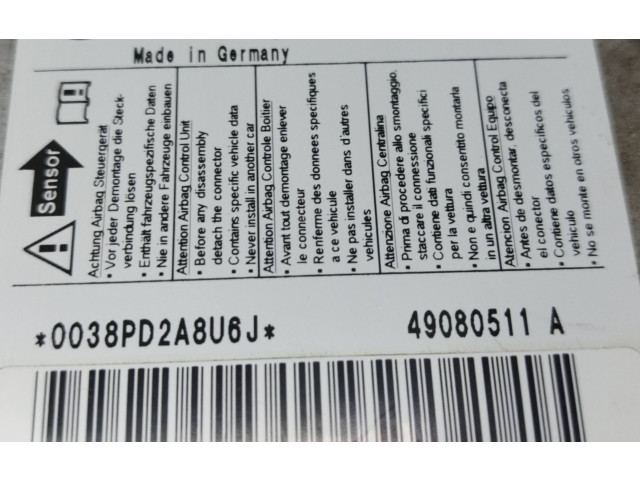 Made in Germany
Sensor
Achtung Airbag Steuergerät
• Vor jeder Demontage die Steck-
verbindung lösen
• Enthält fahrzeugspezifische Daten
• Nie in andere Fahrzeuge einbauen
Attention Airbag Control Unit
• Before any disassembly
detach the connector
• Contains specific vehicle data
• Never install in another car
Attention Airbag Controle Boitier
• Avant tout demontage enlever
le connecteur
• Renferme des donnees specifiques
a ce vehicule
• Ne pas installer dans d'autres
vehicules
Attenzione Airbag Centralina
• Prima di procedere allo smontaggio,
staccare il connessione
• Contiene dati funzionali specifici
per la vettura
• Non e quindi consentito montarla
in un altra vettura
Atencion Airbag Control Equipo
• Antes de desmontar, desconecta
el conector
• Contiene datos especificos del
vehiculo
• No se monte en otros vehiculos
*0038PD2A8U6J*
49080511 A